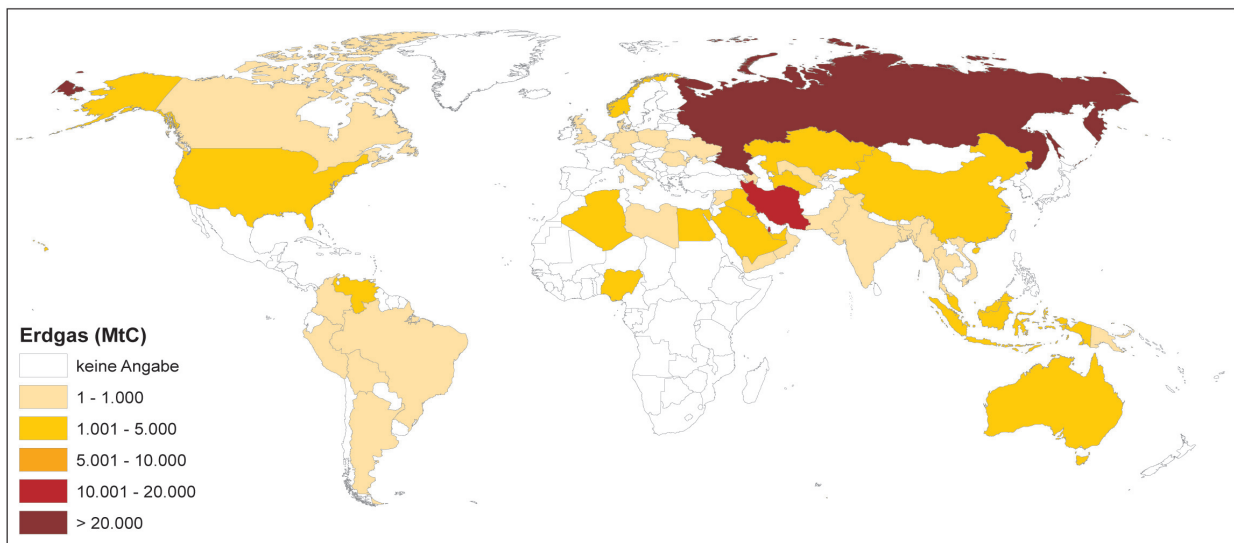 Erdgas (MtC)
keine Angabe
1 - 1.000
1.001 - 5.000
5.001 - 10.000
10.001 - 20.000
> 20.000